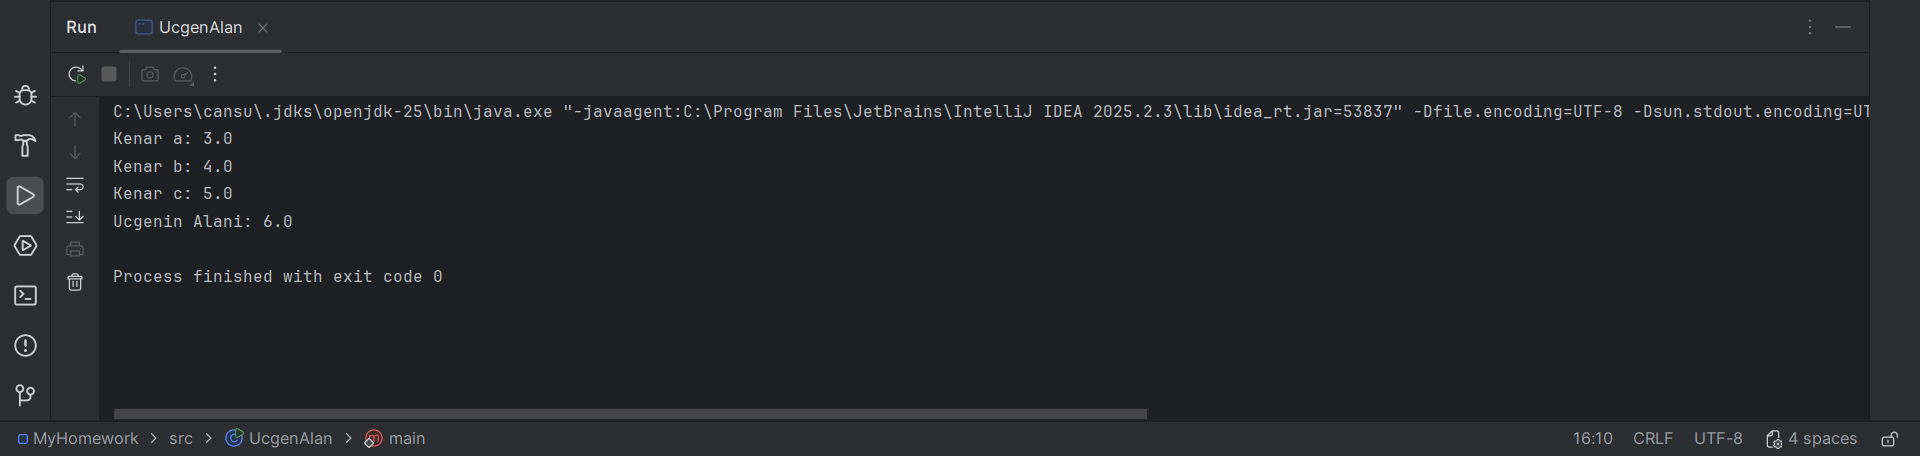 Run UcgenAlan
C:\Users\cansu\.jdks\openjdk-25\bin\java.exe "-javaagent:C:\Program Files\JetBrains\IntelliJ IDEA 2025.2.3\lib\idea_rt.jar=53837" -Dfile.encoding=UTF-8 -Dsun.stdout.encoding=UT
Kenar a: 3.0
Kenar b: 4.0
Kenar c: 5.0
Ucgenin Alani: 6.0
Process finished with exit code 0
MyHomework > src > UcgenAlan > main 16:10 CRLF UTF-8 4 spaces